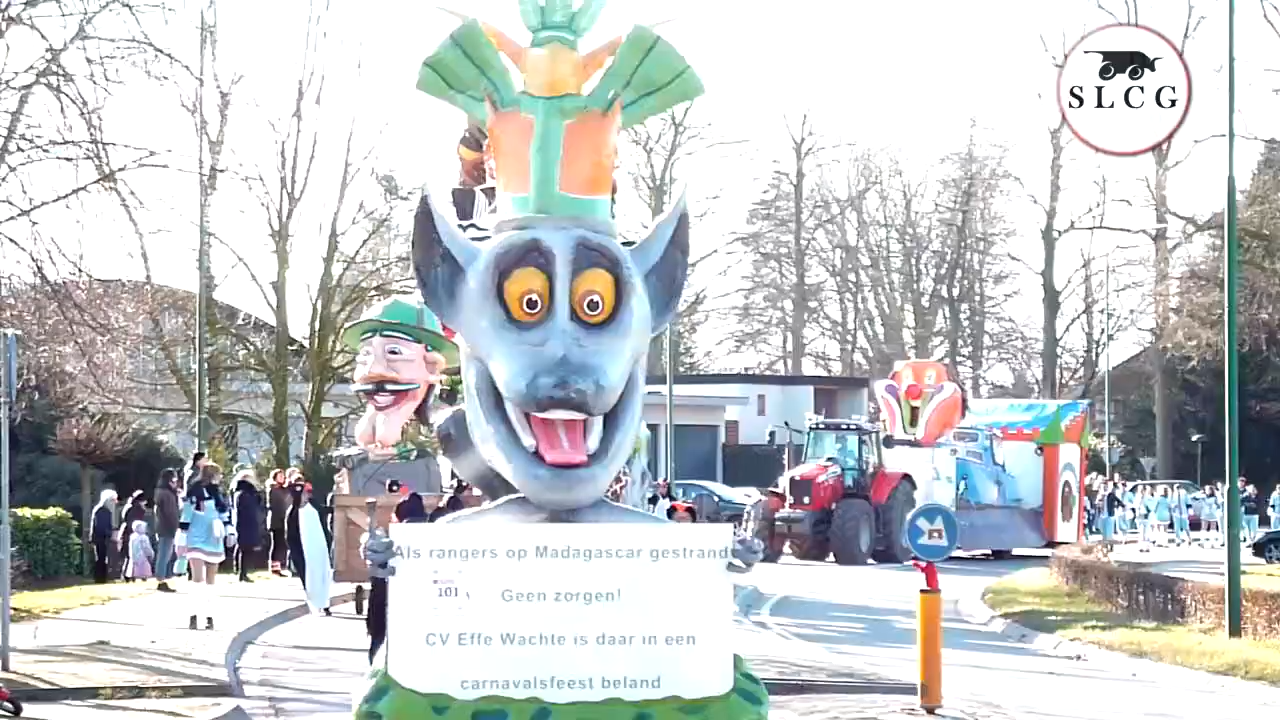 SLCG
Als rangers op Madagascar gestrand
101
Geen zorgen!
CV Effe Wachte is daar in een
carnavalsfeest beland